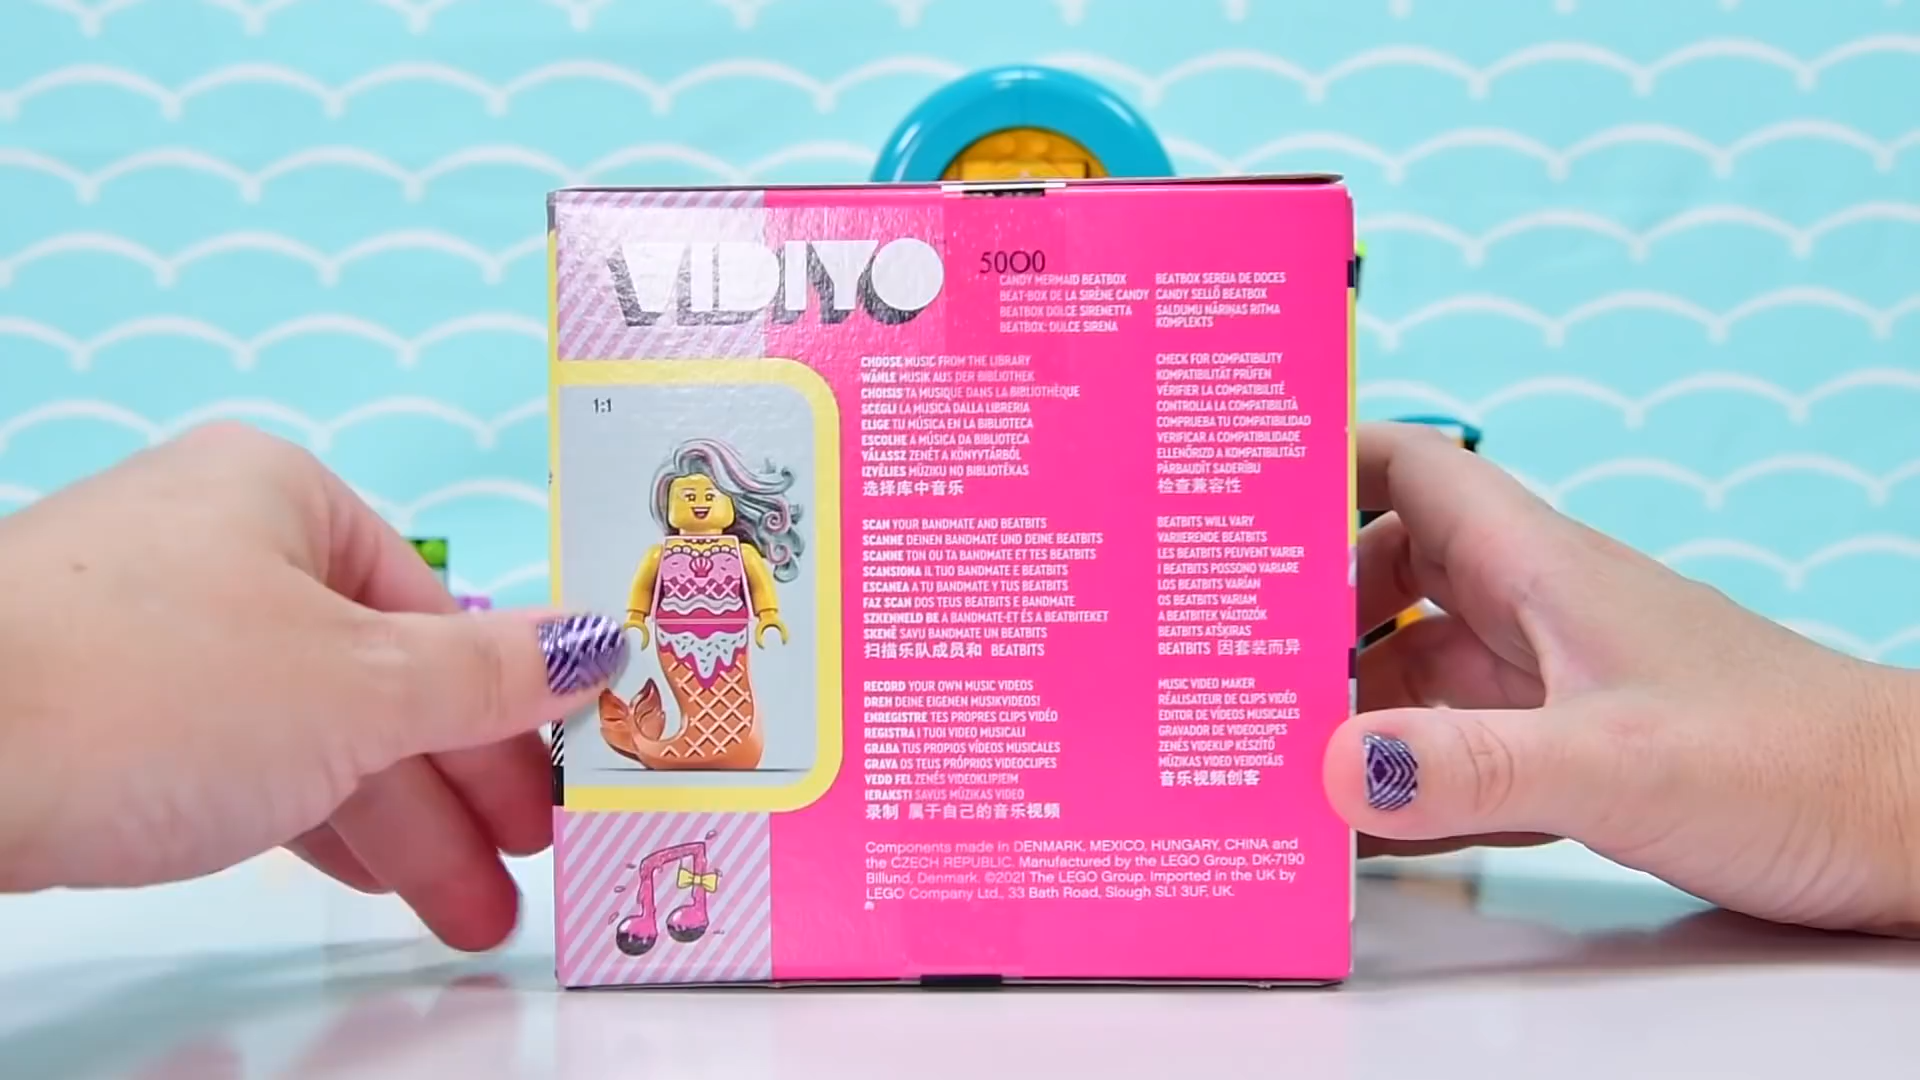 VIDIYO
5000
CANDY MERMAID BEATBOX
BEAT-BOX DE LA SIRÈNE CANDY
BEATBOX DOLCE SIRENETTA
BEATBOX: DULCE SIRENA
BEATBOX SEREIA DE DOCES
CANDY SELLŐ BEATBOX
SALDUMU NĀRIŅAS RITMA
KOMPLEKTS
1:1
CHOOSE MUSIC FROM THE LIBRARY
WÄHLE MUSIK AUS DER BIBLIOTHEK
CHOISIS TA MUSIQUE DANS LA BIBLIOTHÈQUE
SCEGLI LA MUSICA DALLA LIBRERIA
ELIGE TU MÚSICA EN LA BIBLIOTECA
ESCOLHE A MÚSICA DA BIBLIOTECA
VÁLASSZ ZENÉT A KÖNYVTÁRBÓL
IZVĒLIES MŪZIKU NO BIBLIOTĒKAS
选择库中音乐
CHECK FOR COMPATIBILITY
KOMPATIBILITÄT PRÜFEN
VÉRIFIER LA COMPATIBILITÉ
CONTROLLA LA COMPATIBILITÀ
COMPRUEBA TU COMPATIBILIDAD
VERIFICAR A COMPATIBILIDADE
ELLENŐRIZD A KOMPATIBILITÁST
PĀRBAUDĪT SADERĪBU
检查兼容性
SCAN YOUR BANDMATE AND BEATBITS
SCANNE DEINEN BANDMATE UND DEINE BEATBITS
SCANNE TON OU TA BANDMATE ET TES BEATBITS
SCANSIONA IL TUO BANDMATE E BEATBITS
ESCANEA A TU BANDMATE Y TUS BEATBITS
FAZ SCAN DOS TEUS BEATBITS E BANDMATE
SZKENNELD BE A BANDMATE-ET ÉS A BEATBITEKET
SKENĒ SAVU BANDMATE UN BEATBITS
扫描乐队成员和 BEATBITS
BEATBITS WILL VARY
VARIIERENDE BEATBITS
LES BEATBITS PEUVENT VARIER
I BEATBITS POSSONO VARIARE
LOS BEATBITS VARÍAN
OS BEATBITS VARIAM
A BEATBITEK VÁLTOZÓK
BEATBITS ATŠĶIRAS
BEATBITS 因套装而异
RECORD YOUR OWN MUSIC VIDEOS
DREH DEINE EIGENEN MUSIKVIDEOS!
ENREGISTRE TES PROPRES CLIPS VIDÉO
REGISTRA I TUOI VIDEO MUSICALI
GRABA TUS PROPIOS VÍDEOS MUSICALES
GRAVA OS TEUS PRÓPRIOS VIDEOCLIPES
VEDD FEL ZENÉS VIDEOKLIPJEIM
IERAKSTI SAVUS MŪZIKAS VIDEO
录制 属于自己的音乐视频
MUSIC VIDEO MAKER
RÉALISATEUR DE CLIPS VIDÉO
EDITOR DE VÍDEOS MUSICALES
GRAVADOR DE VIDEOCLIPES
ZENÉS VIDEKLIP KÉSZÍTŐ
MŪZIKAS VIDEO VEIDOTĀJS
音乐视频创客
Components made in DENMARK, MEXICO, HUNGARY, CHINA and
the CZECH REPUBLIC. Manufactured by the LEGO Group, DK-7190
Billund, Denmark. ©2021 The LEGO Group. Imported in the UK by
LEGO Company Ltd., 33 Bath Road, Slough SL1 3UF, UK.